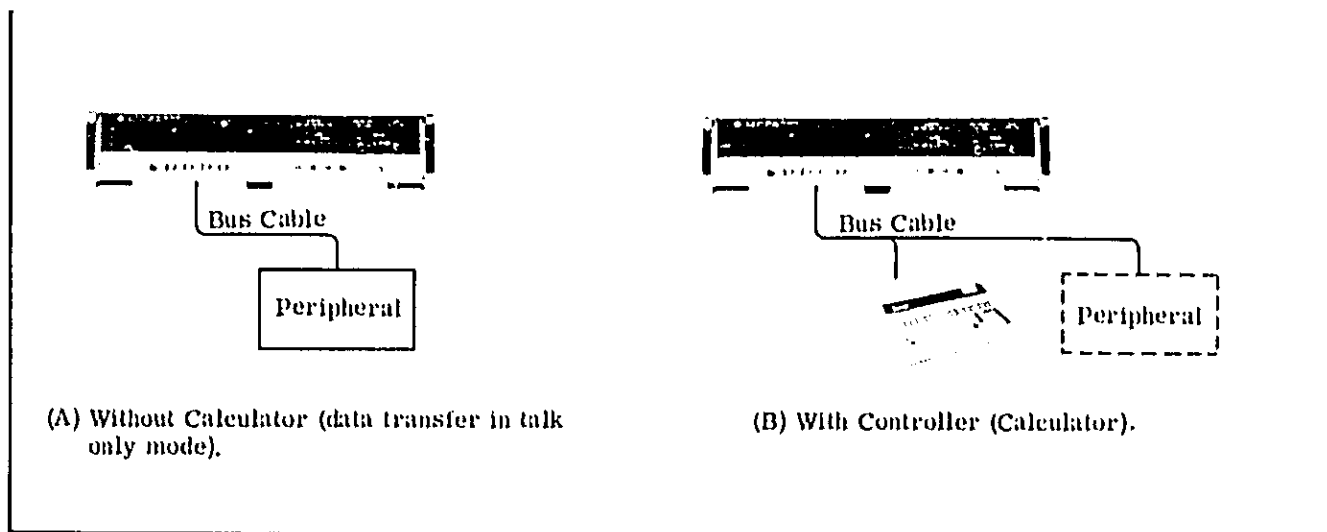 Bus Cable
Peripheral
(A) Without Calculator (data transfer in talk
only mode).
Bus Cable
Peripheral
(B) With Controller (Calculator).